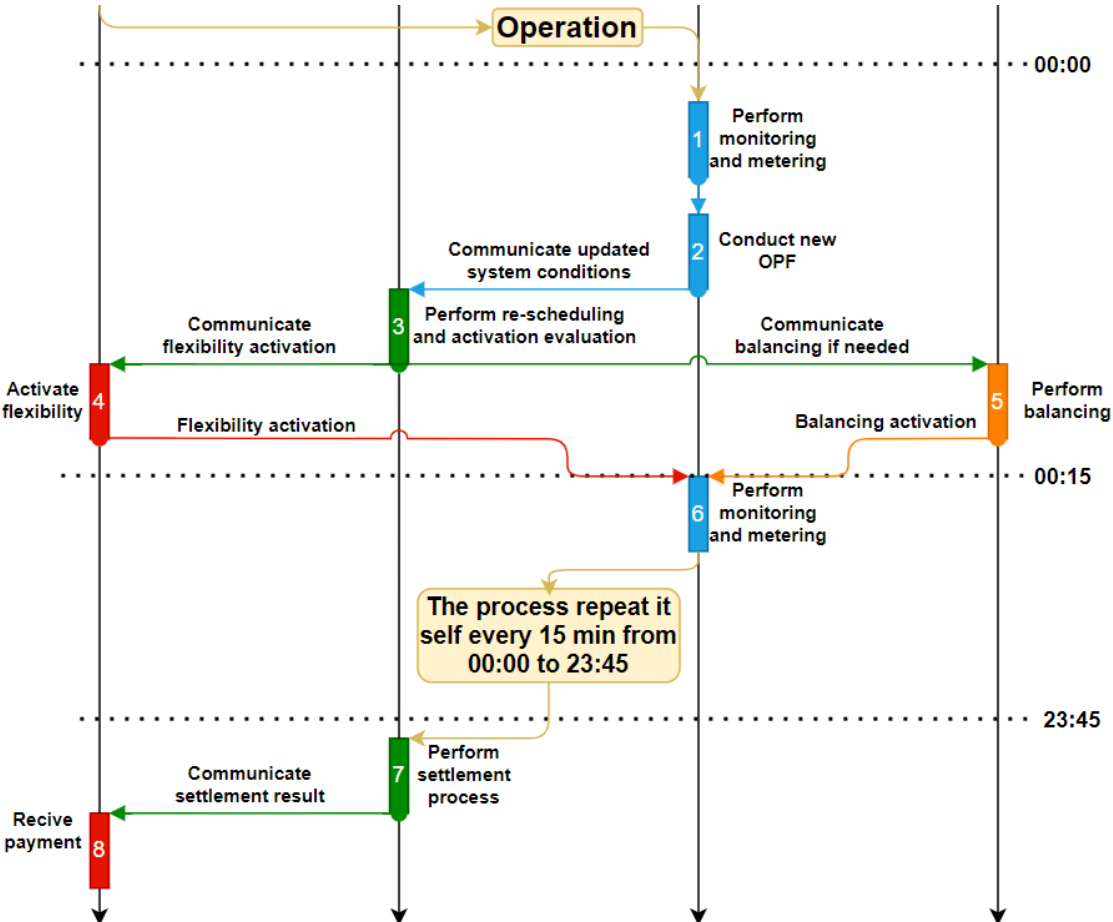 Operation
00:00
1
Perform
monitoring
and metering
2
Conduct new
OPF
Communicate updated
system conditions
3
Perform re-scheduling
and activation evaluation
Communicate
flexibility activation
Communicate
balancing if needed
Activate
flexibility
4
5
Perform
balancing
Flexibility activation
Balancing activation
00:15
6
Perform
monitoring
and metering
The process repeat it
self every 15 min from
00:00 to 23:45
23:45
7
Perform
settlement
process
Communicate
settlement result
Recive
payment
8